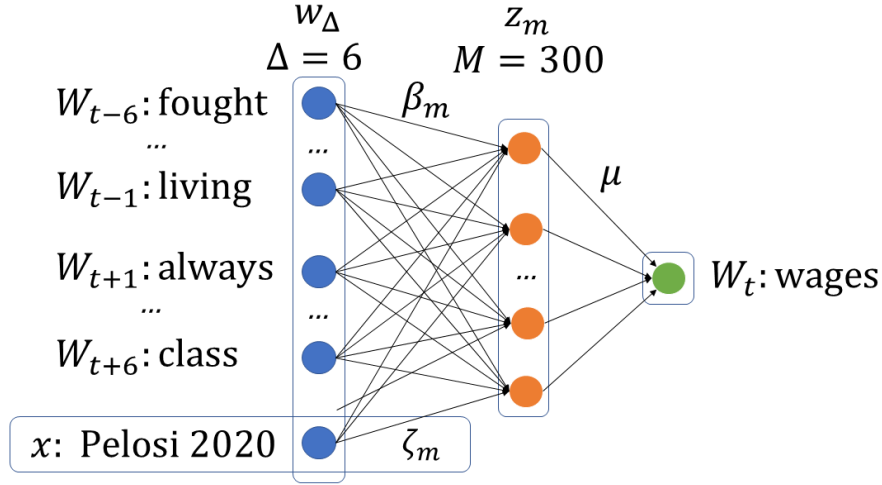 w_Δ
Δ = 6
z_m
M = 300
β_m
W_{t−6}: fought
...
W_{t−1}: living
W_{t+1}: always
...
W_{t+6}: class
x: Pelosi 2020
ζ_m
...
...
...
μ
W_t: wages